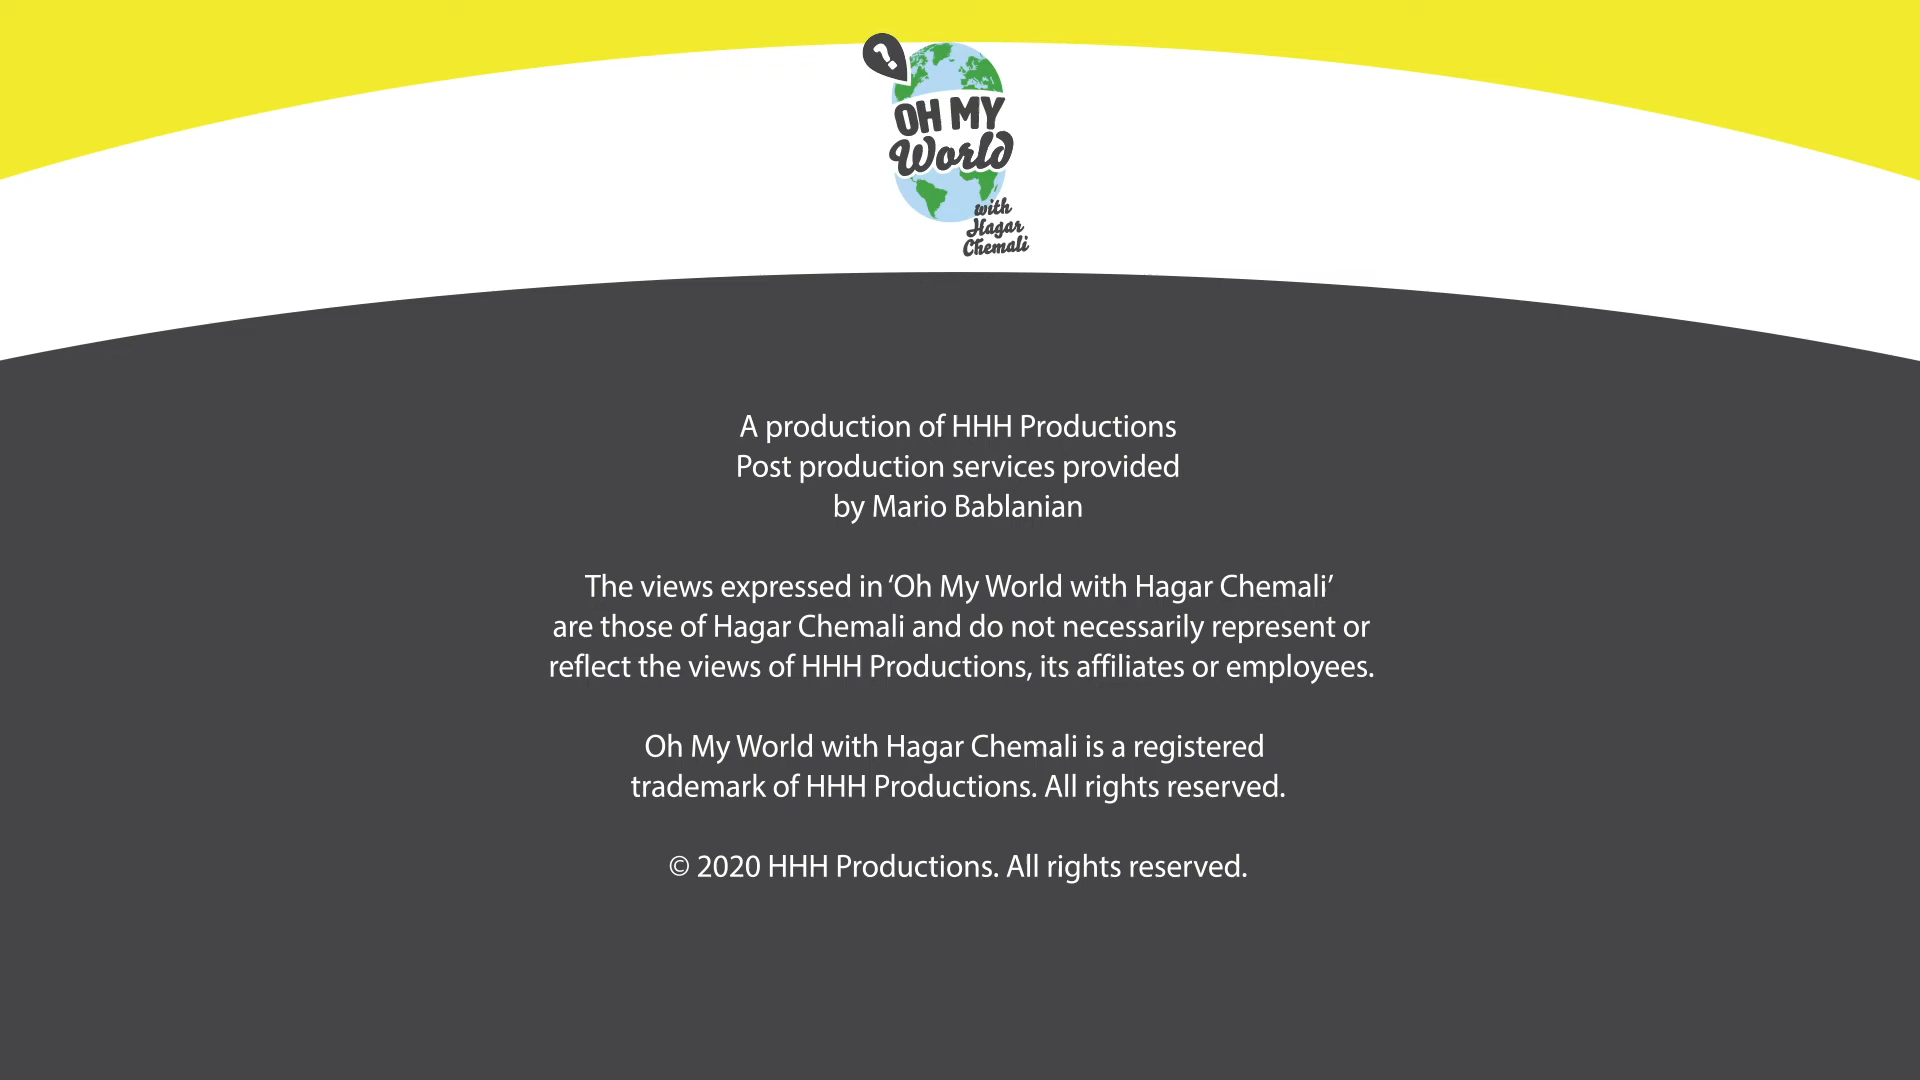 OH MY
World
with
Hagar
Chemali
A production of HHH Productions
Post production services provided
by Mario Bablanian
The views expressed in ‘Oh My World with Hagar Chemali’
are those of Hagar Chemali and do not necessarily represent or
reflect the views of HHH Productions, its affiliates or employees.
Oh My World with Hagar Chemali is a registered
trademark of HHH Productions. All rights reserved.
© 2020 HHH Productions. All rights reserved.